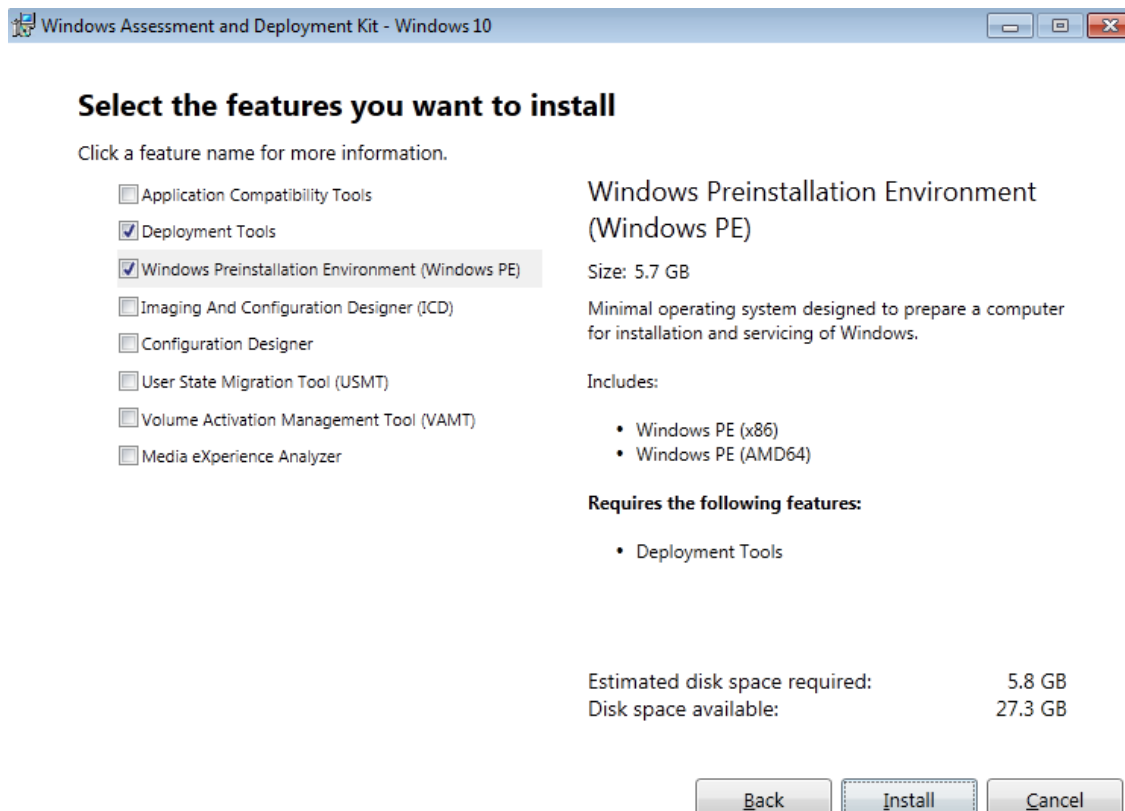 Windows Assessment and Deployment Kit - Windows 10
Select the features you want to install
Click a feature name for more information.
Application Compatibility Tools
Deployment Tools
Windows Preinstallation Environment (Windows PE)
Imaging And Configuration Designer (ICD)
Configuration Designer
User State Migration Tool (USMT)
Volume Activation Management Tool (VAMT)
Media eXperience Analyzer
Windows Preinstallation Environment
(Windows PE)
Size: 5.7 GB
Minimal operating system designed to prepare a computer
for installation and servicing of Windows.
Includes:
• Windows PE (x86)
• Windows PE (AMD64)
Requires the following features:
• Deployment Tools
Estimated disk space required: 5.8 GB
Disk space available: 27.3 GB
Back Install Cancel